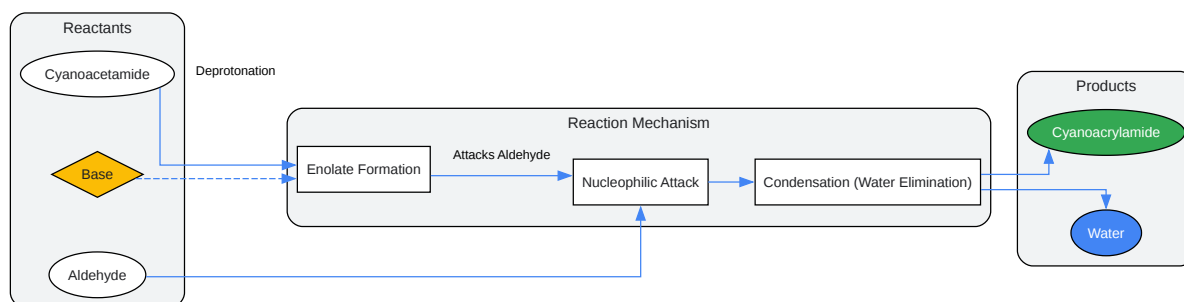 Reactants
Cyanoacetamide
Deprotonation
Base
Aldehyde
Reaction Mechanism
Enolate Formation
Attacks Aldehyde
Nucleophilic Attack
Condensation (Water Elimination)
Products
Cyanoacrylamide
Water